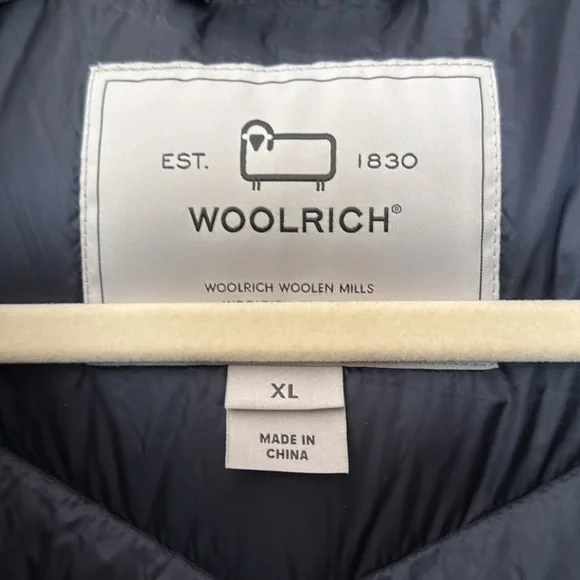 EST. 1830
WOOLRICH®
WOOLRICH WOOLEN MILLS
XL
MADE IN
CHINA